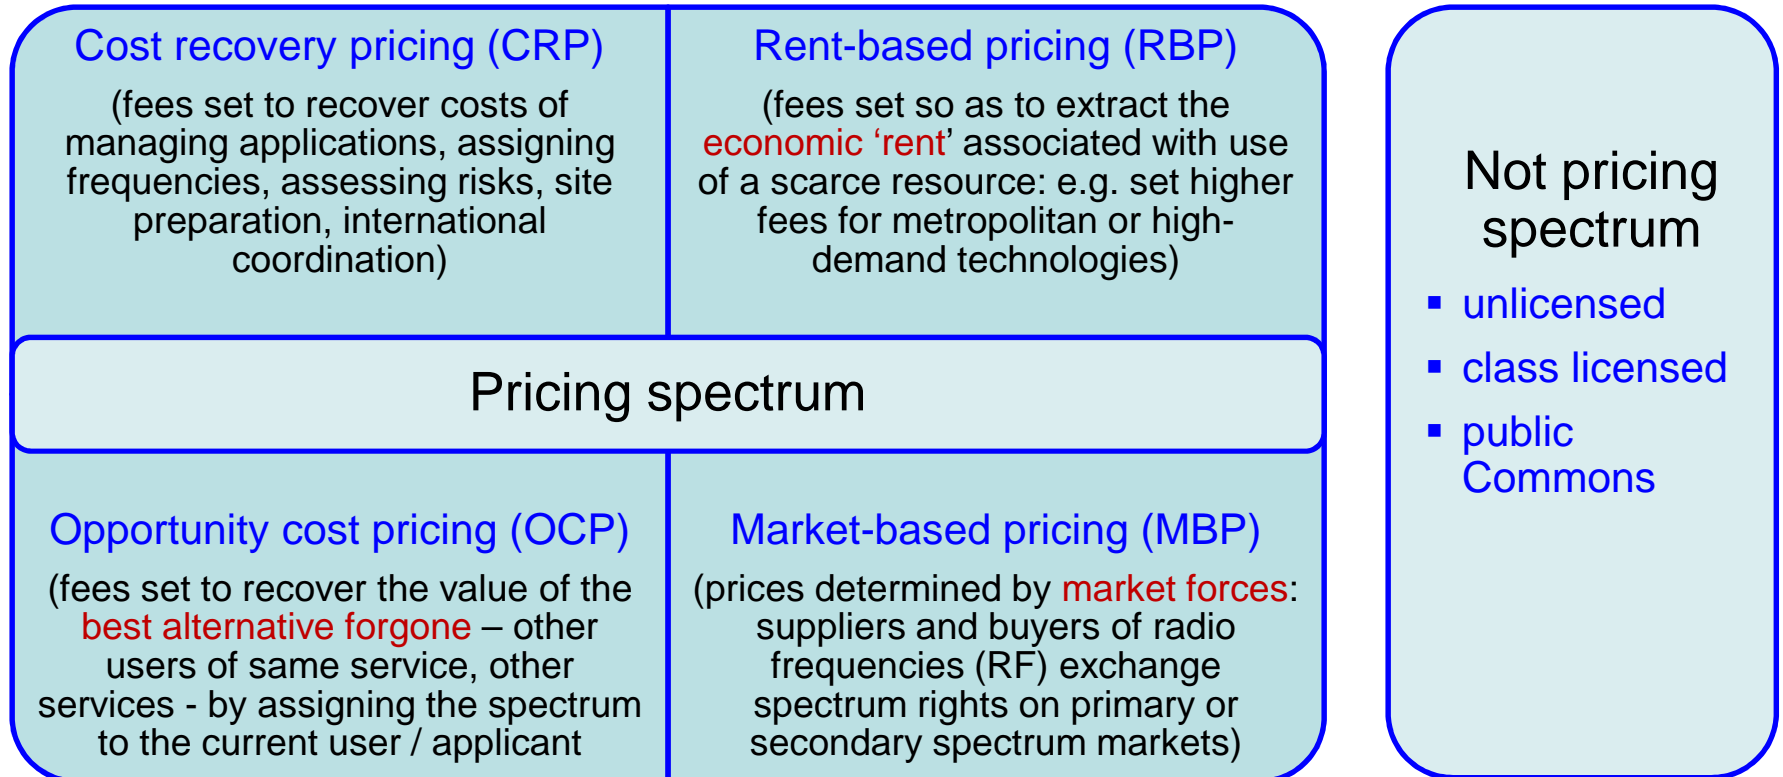 Cost recovery pricing (CRP)
(fees set to recover costs of
managing applications, assigning
frequencies, assessing risks, site
preparation, international
coordination)
Rent-based pricing (RBP)
(fees set so as to extract the
economic ‘rent’ associated with use
of a scarce resource: e.g. set higher
fees for metropolitan or high-
demand technologies)
Pricing spectrum
Opportunity cost pricing (OCP)
(fees set to recover the value of the
best alternative forgone – other
users of same service, other
services - by assigning the spectrum
to the current user / applicant
Market-based pricing (MBP)
(prices determined by market forces:
suppliers and buyers of radio
frequencies (RF) exchange
spectrum rights on primary or
secondary spectrum markets)
Not pricing
spectrum
▪ unlicensed
▪ class licensed
▪ public
Commons